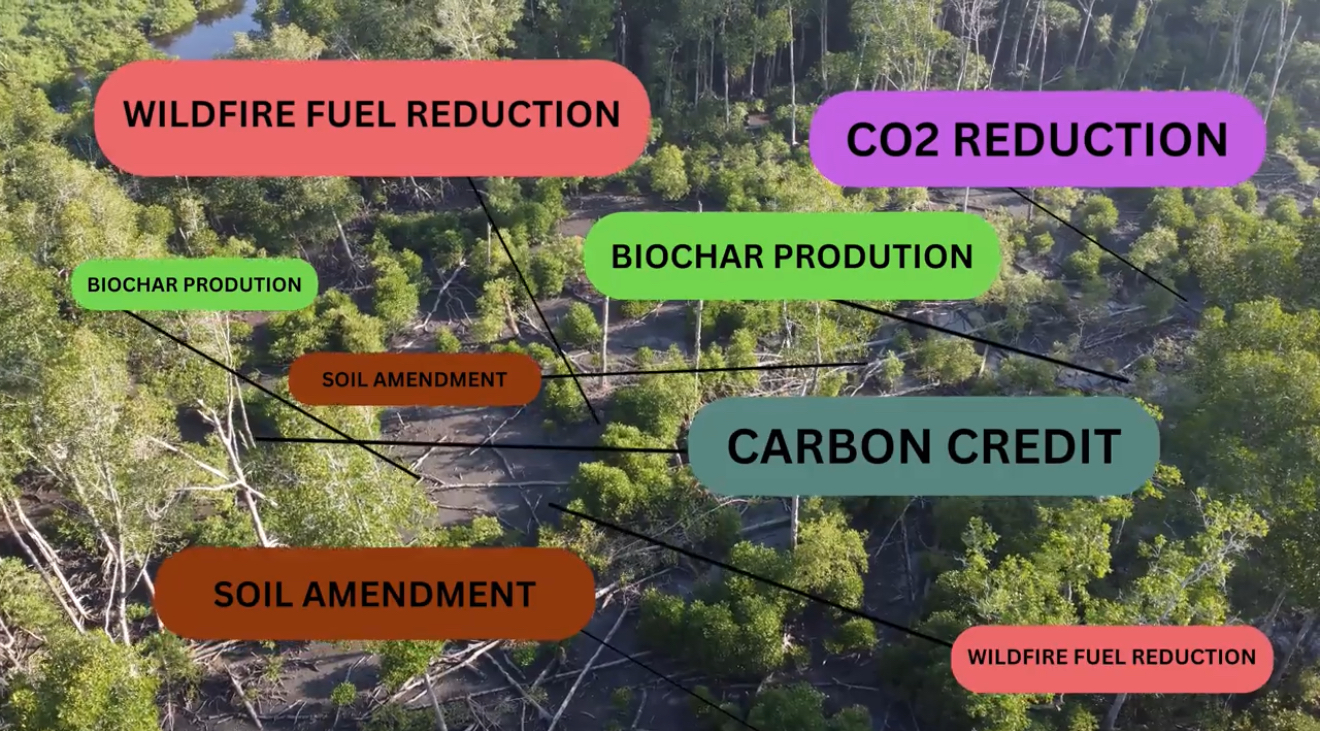 WILDFIRE FUEL REDUCTION
CO2 REDUCTION
BIOCHAR PRODUTION
BIOCHAR PRODUTION
SOIL AMENDMENT
CARBON CREDIT
SOIL AMENDMENT
WILDFIRE FUEL REDUCTION